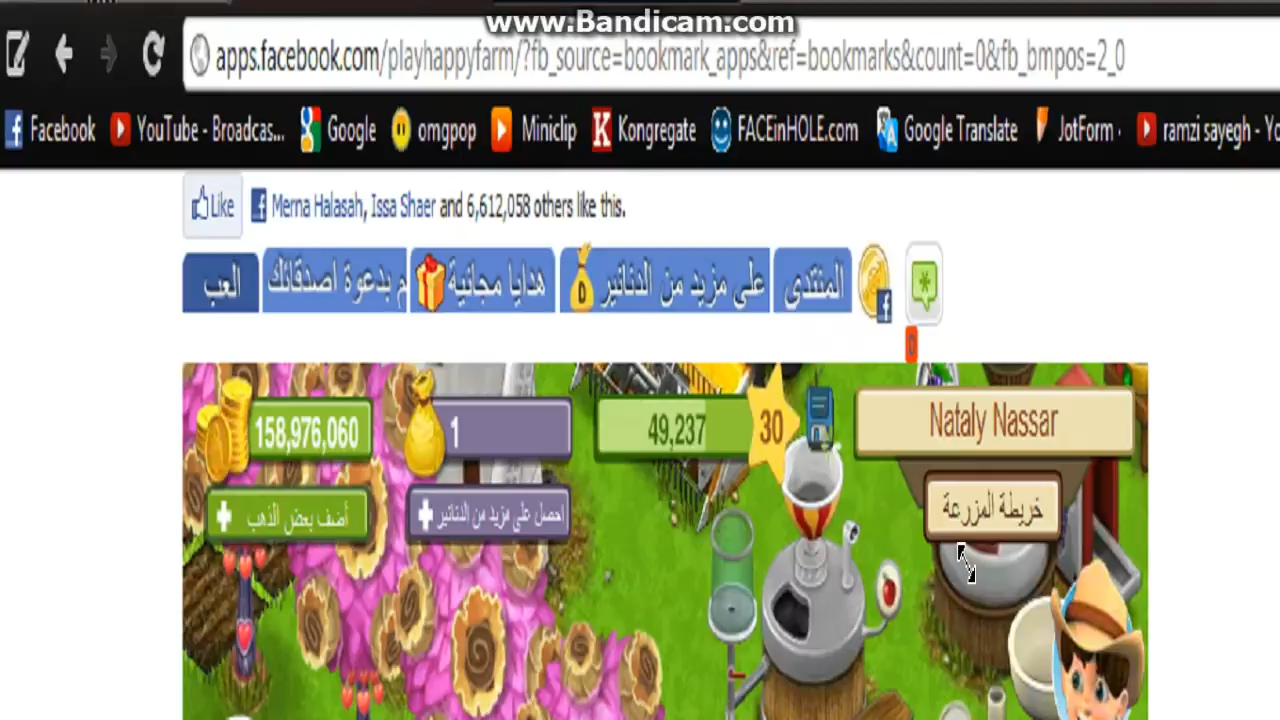 www.Bandicam.com
apps.facebook.com/playhappyfarm/?fb_source=bookmark_apps&ref=bookmarks&count=0&fb_bmpos=2_0
Facebook YouTube - Broadcas... Google omgpop Miniclip Kongregate FACEinHOLE.com Google Translate JotForm · ramzi sayegh - Yo
Like Merna Halasah, Issa Shaer and 6,612,058 others like this.
العب م بدعوة اصدقائك هدايا مجانية على مزيد من الدنانير المنتدى
0
158,976,060 1 49,237 30 Nataly Nassar
أضف بعض الذهب احصل على مزيد من الدنانير خريطة المزرعة